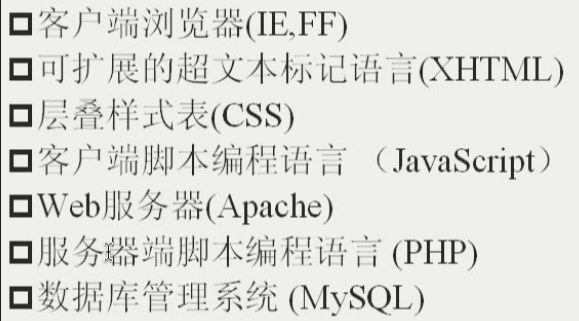 客户端浏览器(IE,FF)
可扩展的超文本标记语言(XHTML)
层叠样式表(CSS)
客户端脚本编程语言 （JavaScript）
Web服务器(Apache)
服务器端脚本编程语言 (PHP)
数据库管理系统 (MySQL)